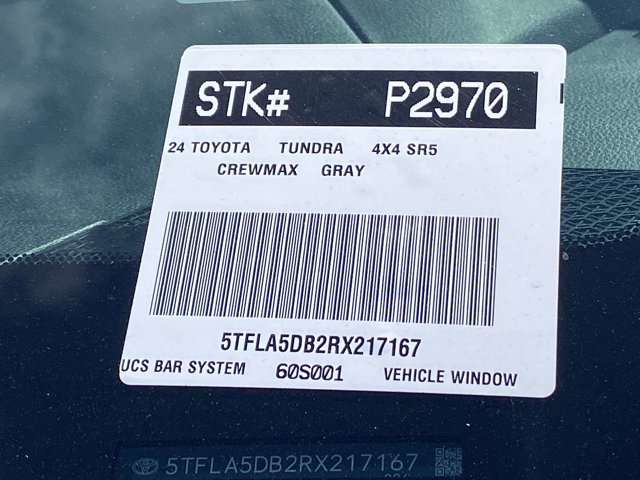 STK# P2970
24 TOYOTA TUNDRA 4X4 SR5
CREWMAX GRAY
5TFLA5DB2RX217167
UCS BAR SYSTEM 60S001 VEHICLE WINDOW
5TFLA5DB2RX217167